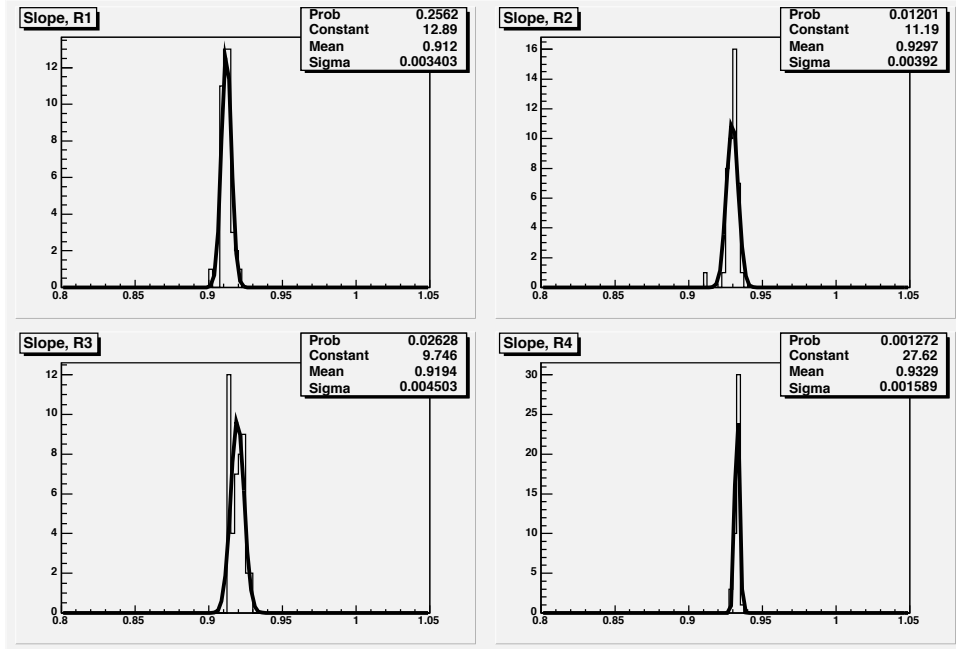 Slope, R1
Prob 0.2562
Constant 12.89
Mean 0.912
Sigma 0.003403
12
10
8
6
4
2
0
0.8 0.85 0.9 0.95 1 1.05
Slope, R2
Prob 0.01201
Constant 11.19
Mean 0.9297
Sigma 0.00392
16
14
12
10
8
6
4
2
0
0.8 0.85 0.9 0.95 1 1.05
Slope, R3
Prob 0.02628
Constant 9.746
Mean 0.9194
Sigma 0.004503
12
10
8
6
4
2
0
0.8 0.85 0.9 0.95 1 1.05
Slope, R4
Prob 0.001272
Constant 27.62
Mean 0.9329
Sigma 0.001589
30
25
20
15
10
5
0
0.8 0.85 0.9 0.95 1 1.05